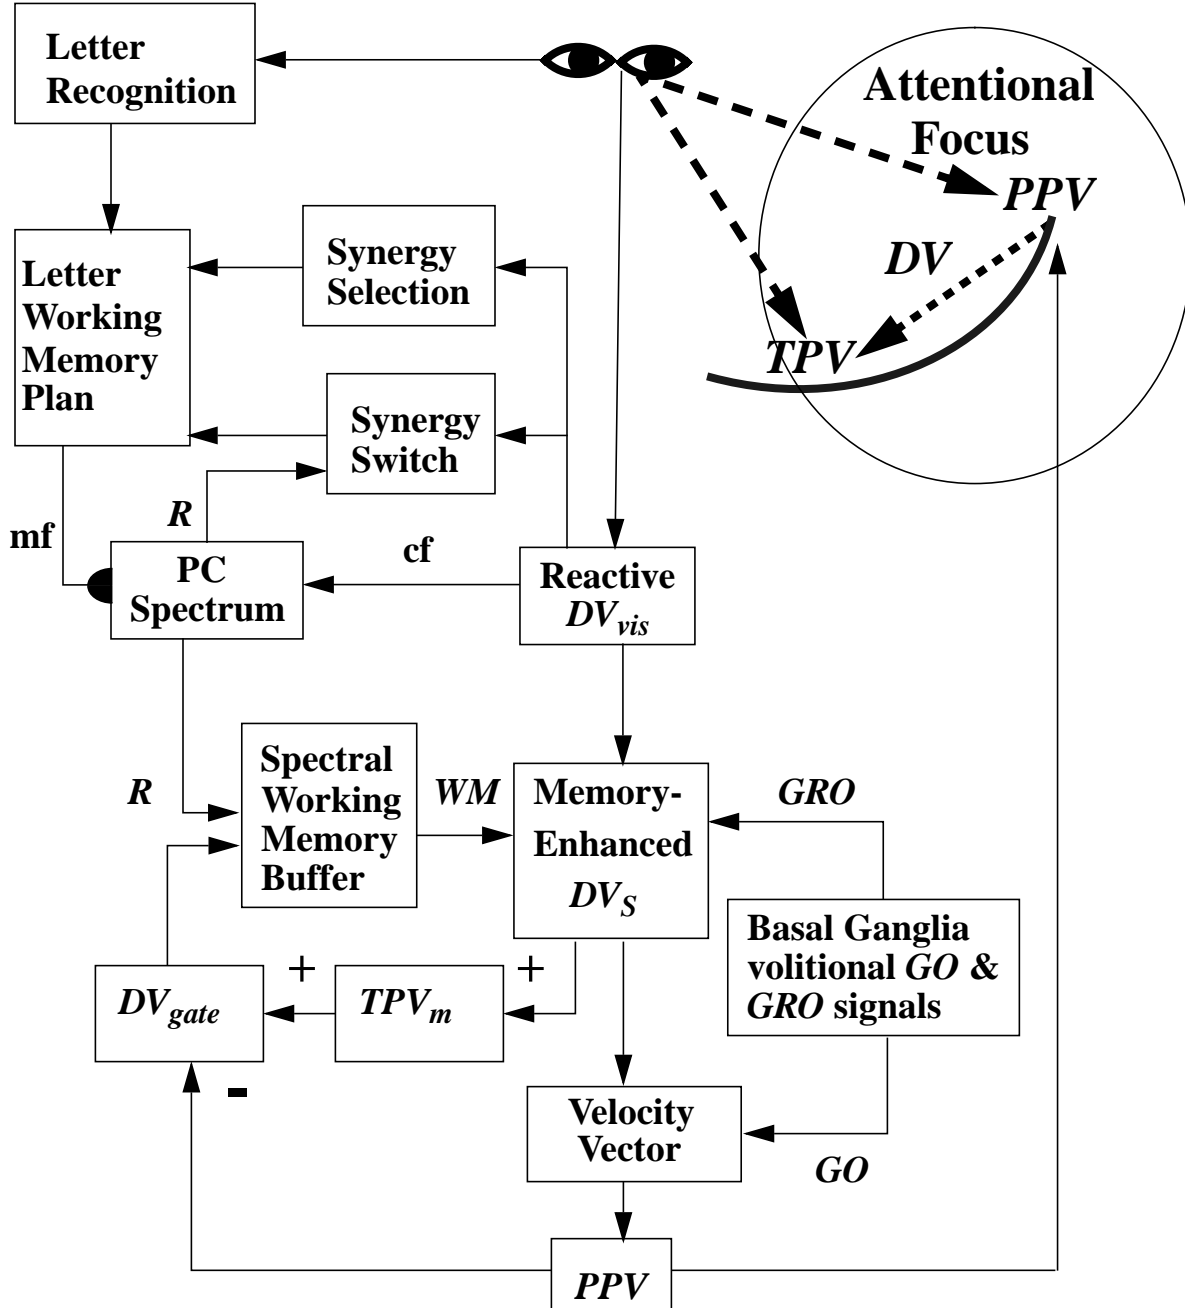 Letter
Recognition
Attentional
Focus
PPV
DV
TPV
Synergy
Selection
Letter
Working
Memory
Plan
Synergy
Switch
R
mf
cf
PC
Spectrum
Reactive
DVvis
Spectral
Working
Memory
Buffer
R
WM
Memory-
Enhanced
DVS
GRO
Basal Ganglia
volitional GO &
GRO signals
+
+
DVgate
TPVm
-
Velocity
Vector
GO
PPV